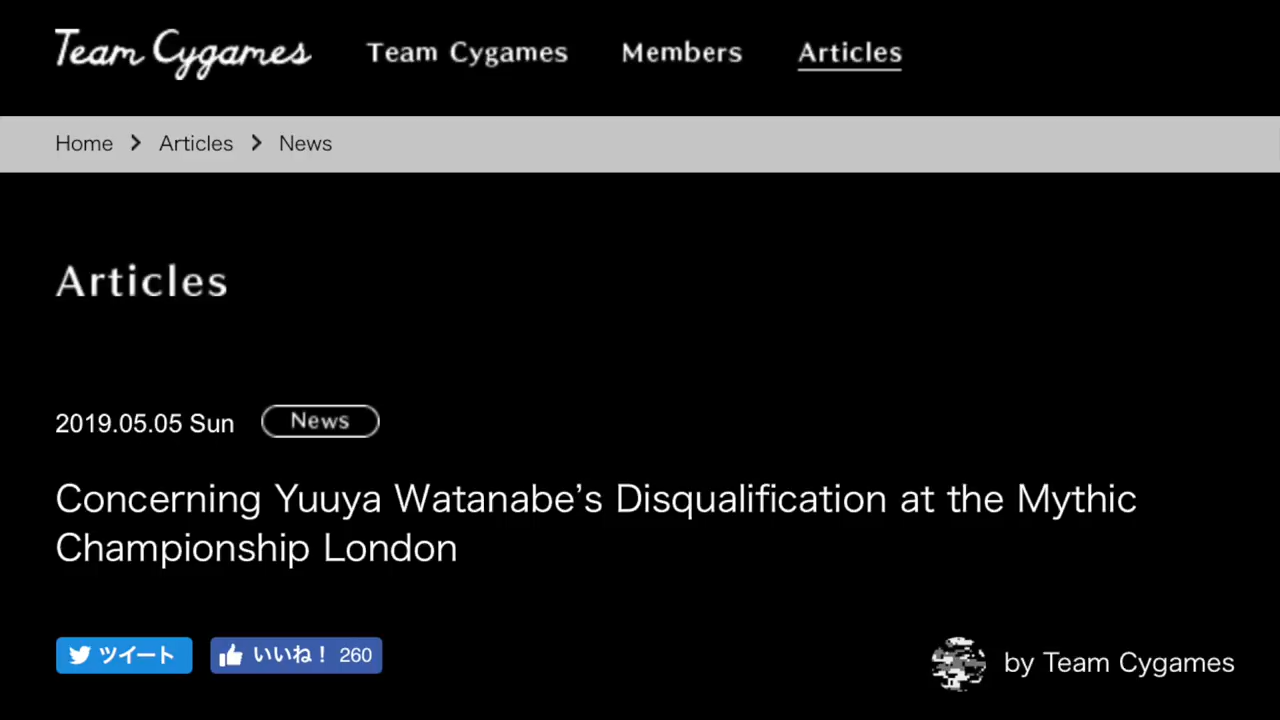 Team Cygames Team Cygames Members Articles
Home > Articles > News
Articles
2019.05.05 Sun News
Concerning Yuuya Watanabe’s Disqualification at the Mythic
Championship London
ツイート いいね！ 260
by Team Cygames